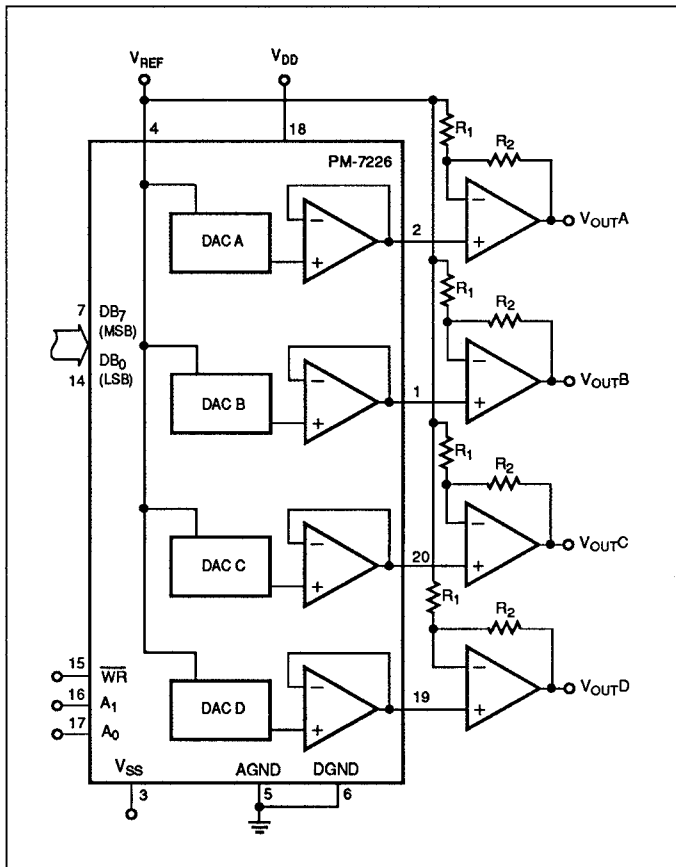 VREF
VDD
4
18
PM-7226
R1
R2
DAC A
−
+
2
−
+
VOUTA
7
DB7
(MSB)
DB0
14
(LSB)
R1
R2
DAC B
−
+
1
−
+
VOUTB
R1
R2
DAC C
−
+
20
−
+
VOUTC
R1
R2
DAC D
−
+
19
−
+
VOUTD
15
WR
16
A1
17
A0
VSS
AGND
DGND
3
5
6